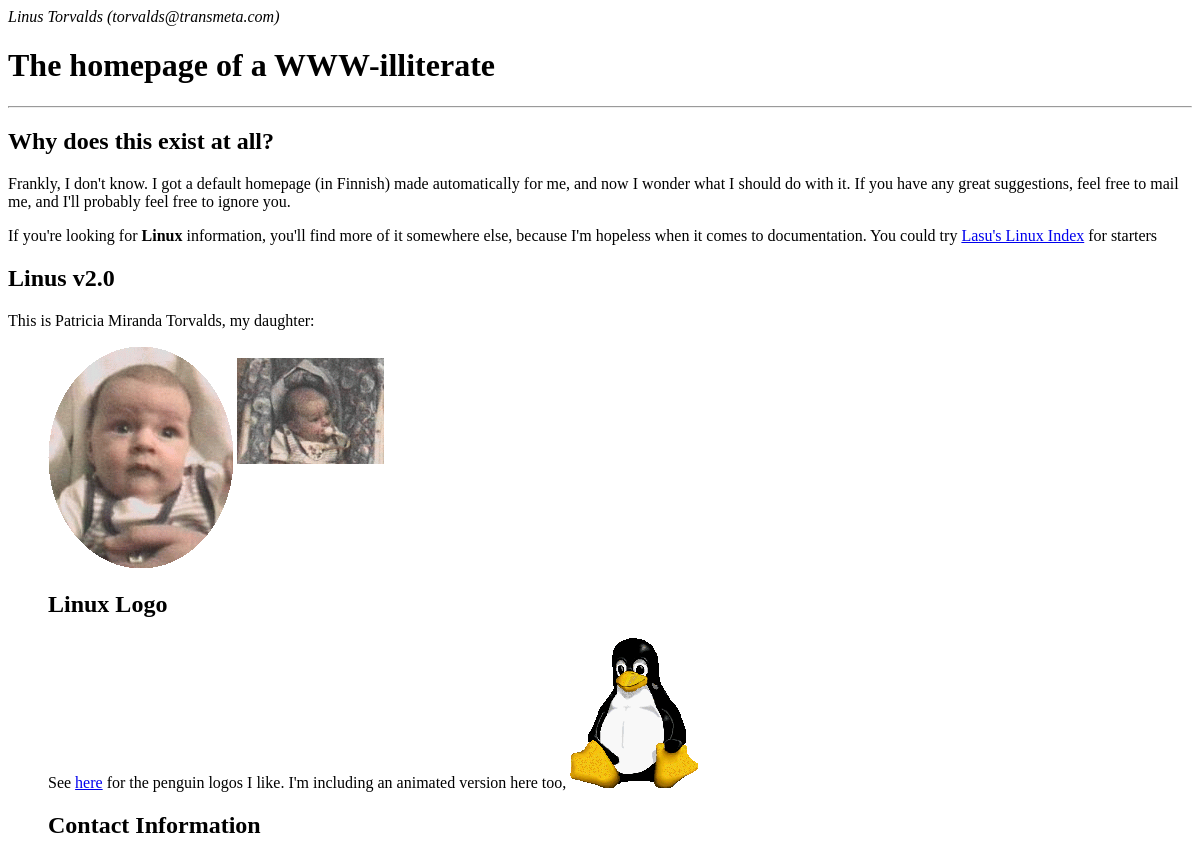 Linus Torvalds (torvalds@transmeta.com)
The homepage of a WWW-illiterate
Why does this exist at all?
Frankly, I don't know. I got a default homepage (in Finnish) made automatically for me, and now I wonder what I should do with it. If you have any great suggestions, feel free to mail
me, and I'll probably feel free to ignore you.
If you're looking for Linux information, you'll find more of it somewhere else, because I'm hopeless when it comes to documentation. You could try Lasu's Linux Index for starters
Linus v2.0
This is Patricia Miranda Torvalds, my daughter:
Linux Logo
See here for the penguin logos I like. I'm including an animated version here too,
Contact Information